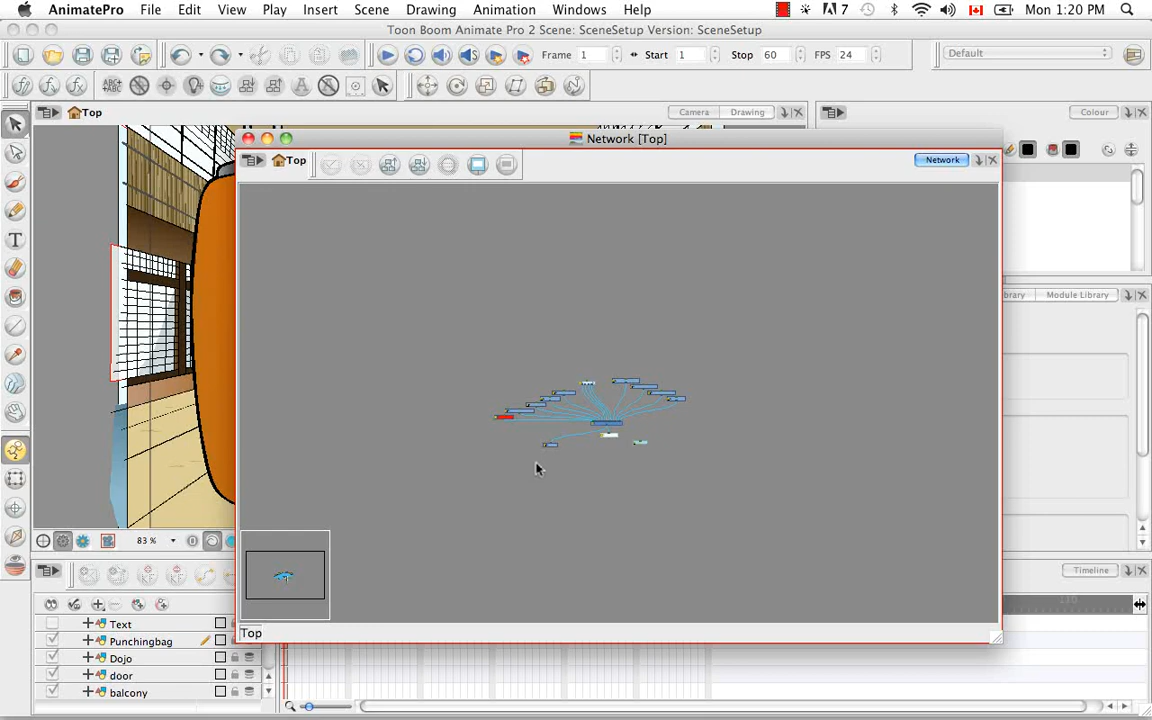 AnimatePro File Edit View Play Insert Scene Drawing Animation Windows Help 7 Mon 1:20 PM
Toon Boom Animate Pro 2 Scene: SceneSetup Version: SceneSetup
Frame 1 Start 1 Stop 60 FPS 24 Default
Top Camera Drawing Colour
Network [Top]
Top Network
ibrary Module Library
83 %
Timeline
Text
Punchingbag
Dojo
door
balcony
Top